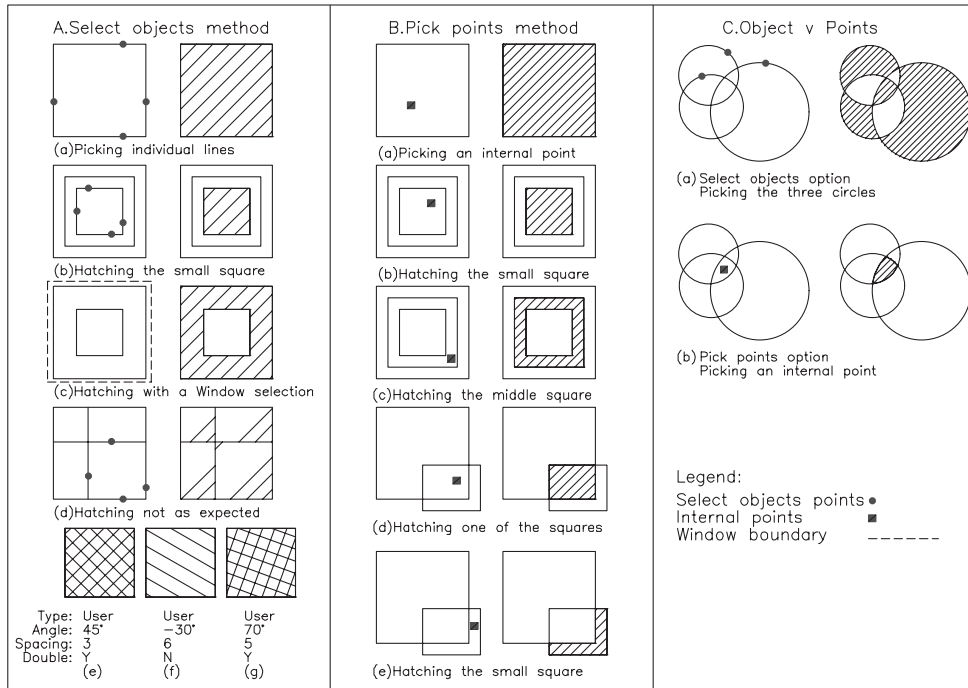 A.Select objects method
(a)Picking individual lines
(b)Hatching the small square
(c)Hatching with a Window selection
(d)Hatching not as expected
Type: User User User
Angle: 45° −30° 70°
Spacing: 3 6 5
Double: Y N Y
(e) (f) (g)
B.Pick points method
(a)Picking an internal point
(b)Hatching the small square
(c)Hatching the middle square
(d)Hatching one of the squares
(e)Hatching the small square
C.Object v Points
(a) Select objects option
Picking the three circles
(b) Pick points option
Picking an internal point
Legend:
Select objects points
Internal points
Window boundary